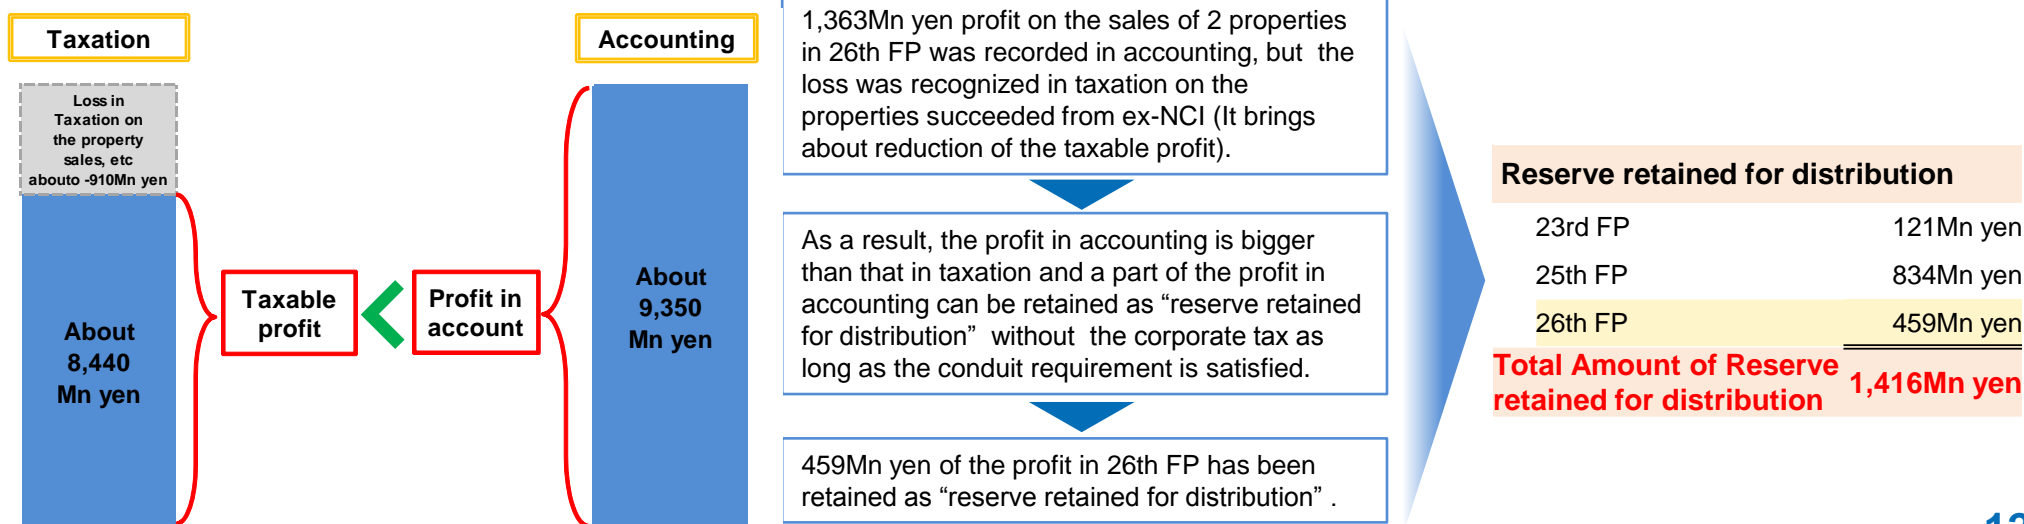 Taxation
Loss in
Taxation on
the property
sales, etc
abouto -910Mn yen
About
8,440
Mn yen
Taxable
profit
Profit in
account
Accounting
About
9,350
Mn yen
1,363Mn yen profit on the sales of 2 properties
in 26th FP was recorded in accounting, but the
loss was recognized in taxation on the
properties succeeded from ex-NCI (It brings
about reduction of the taxable profit).
As a result, the profit in accounting is bigger
than that in taxation and a part of the profit in
accounting can be retained as “reserve retained
for distribution” without the corporate tax as
long as the conduit requirement is satisfied.
459Mn yen of the profit in 26th FP has been
retained as “reserve retained for distribution” .
Reserve retained for distribution
23rd FP 121Mn yen
25th FP 834Mn yen
26th FP 459Mn yen
Total Amount of Reserve
retained for distribution 1,416Mn yen